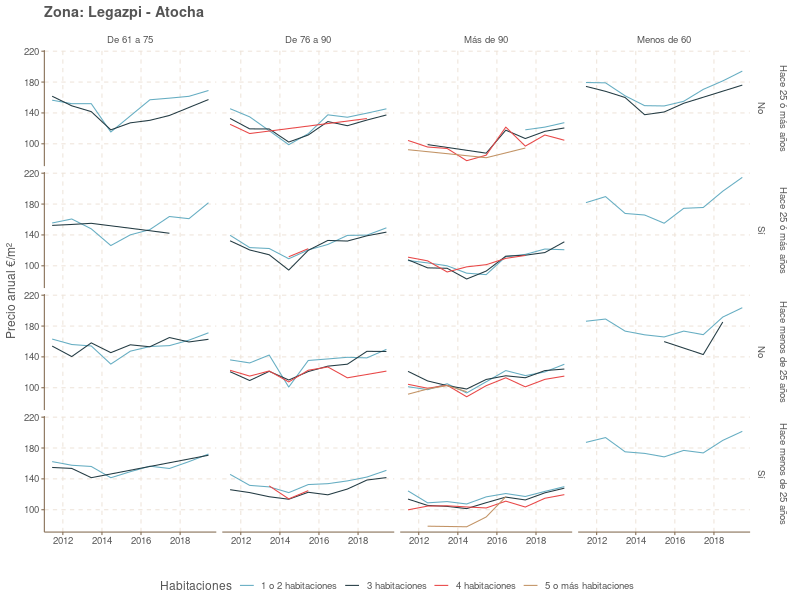 Zona: Legazpi - Atocha
De 61 a 75
De 76 a 90
Más de 90
Menos de 60
220
180
140
100
Hace 25 ó más años
No
220
180
140
100
Hace 25 ó más años
Si
220
180
140
100
Hace menos de 25 años
No
220
180
140
100
Hace menos de 25 años
Si
Precio anual €/m²
2012 2014 2016 2018
2012 2014 2016 2018
2012 2014 2016 2018
2012 2014 2016 2018
Habitaciones 1 o 2 habitaciones 3 habitaciones 4 habitaciones 5 o más habitaciones